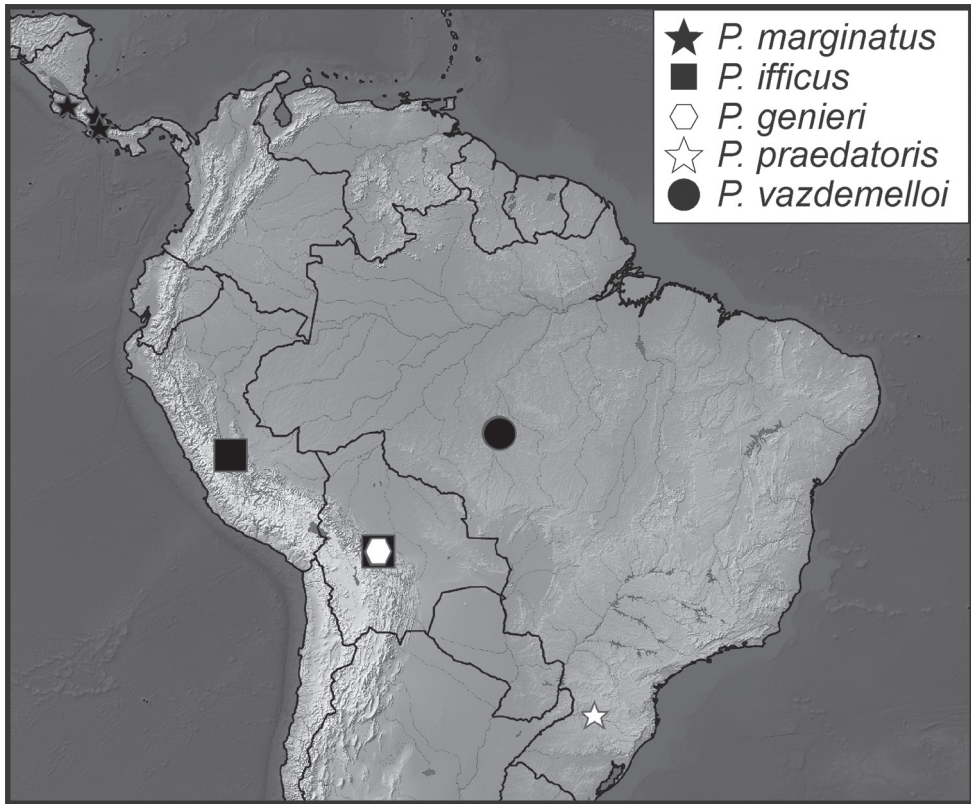 P. marginatus
P. ifficus
P. genieri
P. praedatoris
P. vazdemelloi